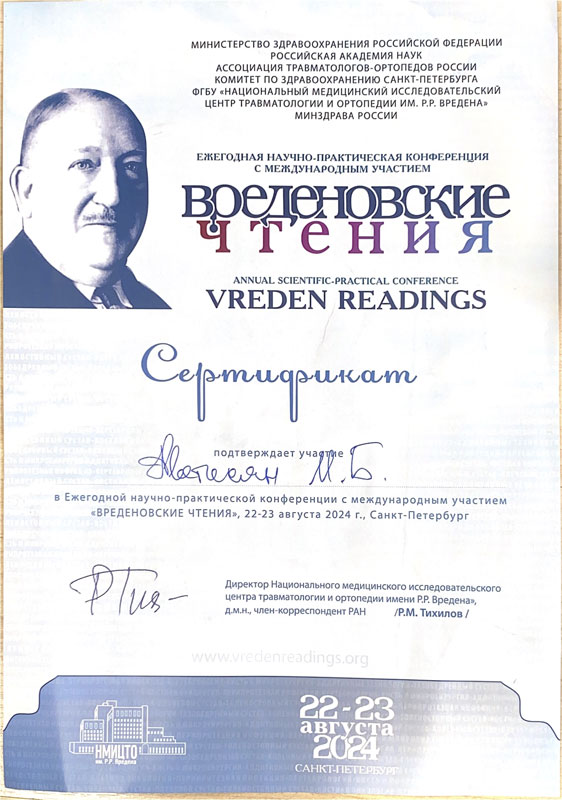 МИНИСТЕРСТВО ЗДРАВООХРАНЕНИЯ РОССИЙСКОЙ ФЕДЕРАЦИИ
РОССИЙСКАЯ АКАДЕМИЯ НАУК
АССОЦИАЦИЯ ТРАВМАТОЛОГОВ-ОРТОПЕДОВ РОССИИ
КОМИТЕТ ПО ЗДРАВООХРАНЕНИЮ САНКТ-ПЕТЕРБУРГА
ФГБУ «НАЦИОНАЛЬНЫЙ МЕДИЦИНСКИЙ ИССЛЕДОВАТЕЛЬСКИЙ
ЦЕНТР ТРАВМАТОЛОГИИ И ОРТОПЕДИИ ИМ. Р.Р. ВРЕДЕНА»
МИНЗДРАВА РОССИИ
ЕЖЕГОДНАЯ НАУЧНО-ПРАКТИЧЕСКАЯ КОНФЕРЕНЦИЯ
С МЕЖДУНАРОДНЫМ УЧАСТИЕМ
ВРЕДЕНОВСКИЕ
ЧТЕНИЯ
ANNUAL SCIENTIFIC-PRACTICAL CONFERENCE
VREDEN READINGS
Сертификат
подтверждает участие
М.Б.
в Ежегодной научно-практической конференции с международным участием
«ВРЕДЕНОВСКИЕ ЧТЕНИЯ», 22-23 августа 2024 г., Санкт-Петербург
Директор Национального медицинского исследовательского
центра травматологии и ортопедии имени Р.Р. Вредена»,
д.м.н., член-корреспондент РАН /Р.М. Тихилов /
www.vredenreadings.org
НМИЦТО
им. Р.Р. Вредена
22-23
августа
2024
САНКТ-ПЕТЕРБУРГ